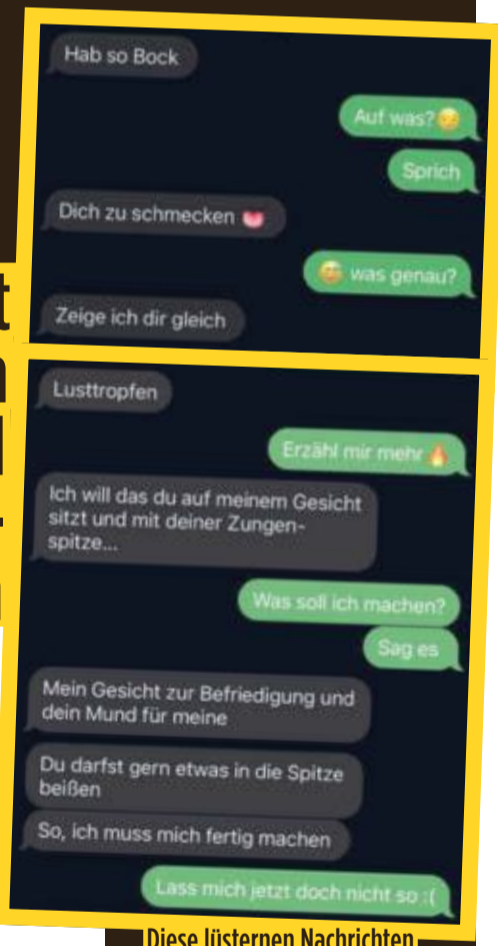 Hab so Bock
Auf was?😏
Sprich
Dich zu schmecken 👅
😅 was genau?
Zeige ich dir gleich
Lusttropfen
Erzähl mir mehr 🔥
Ich will das du auf meinem Gesicht
sitzt und mit deiner Zungen-
spitze...
Was soll ich machen?
Sag es
Mein Gesicht zur Befriedigung und
dein Mund für meine
Du darfst gern etwas in die Spitze
beißen
So, ich muss mich fertig machen
Lass mich jetzt doch nicht so :(
Diese lüsternen Nachrichten